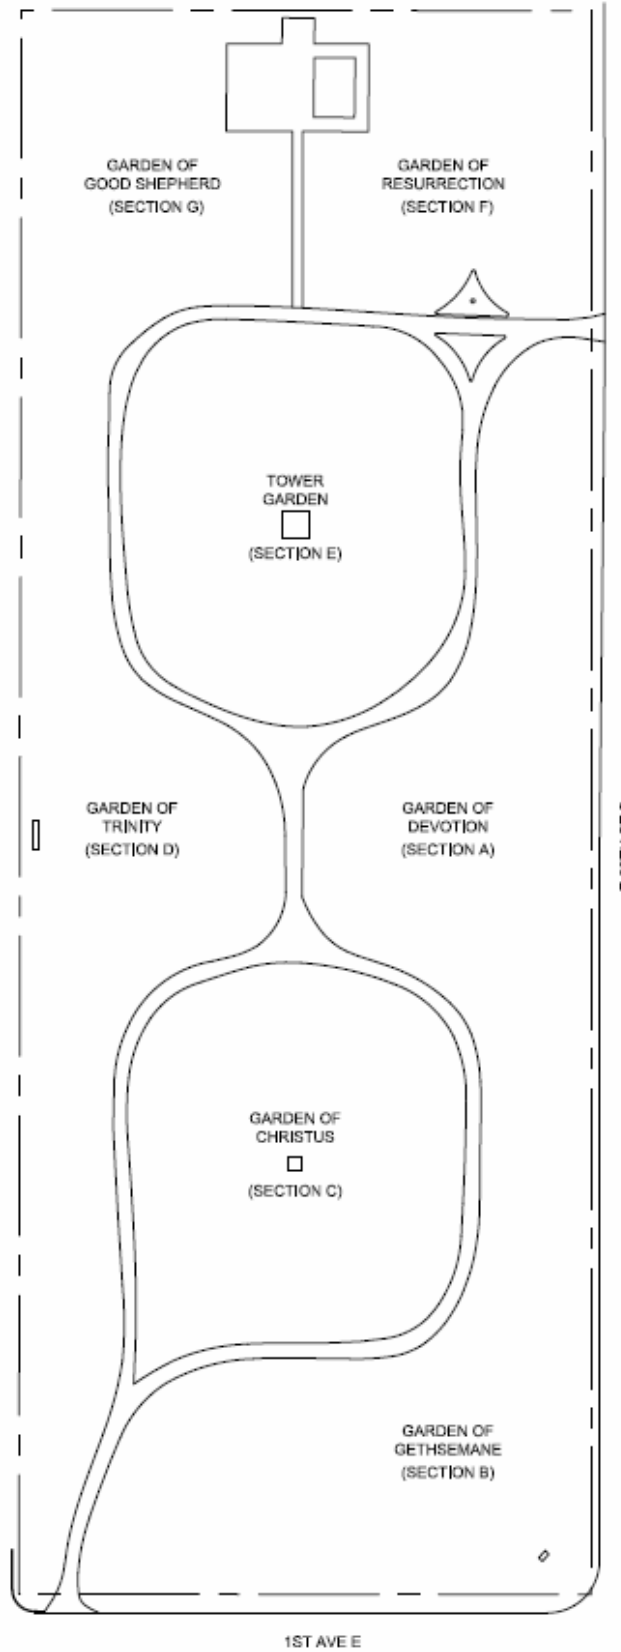 GARDEN OF
GOOD SHEPHERD
(SECTION G)
GARDEN OF
RESURRECTION
(SECTION F)
TOWER
GARDEN
(SECTION E)
GARDEN OF
TRINITY
(SECTION D)
GARDEN OF
DEVOTION
(SECTION A)
GARDEN OF
CHRISTUS
(SECTION C)
GARDEN OF
GETHSEMANE
(SECTION B)
1ST AVE E